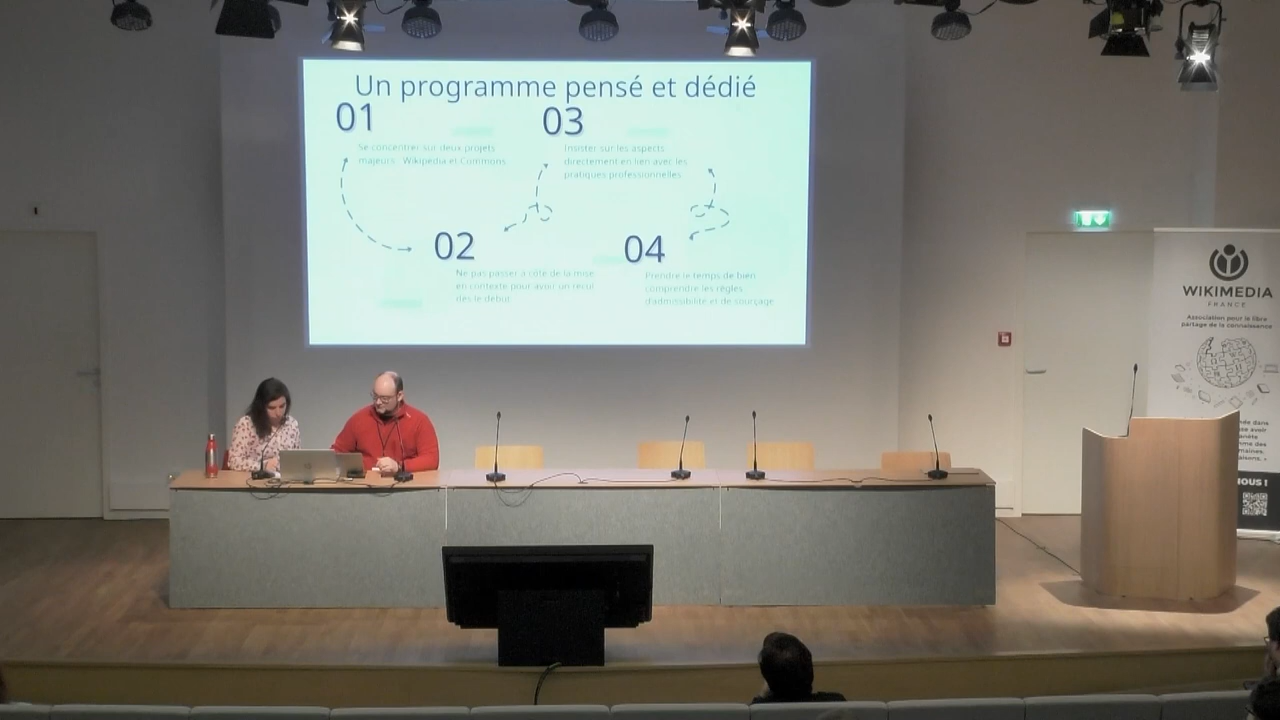 Un programme pensé et dédié
01
Se concentrer sur deux projets
majeurs : Wikipédia et Commons
02
Ne pas passer à côté de la mise
en contexte pour avoir un recul
dès le début
03
Insister sur les aspects
directement en lien avec les
pratiques professionnelles
04
Prendre le temps de bien
comprendre les règles
d'admissibilité et de sourçage
WIKIMEDIA
FRANCE
Association pour le libre
partage de la connaissance